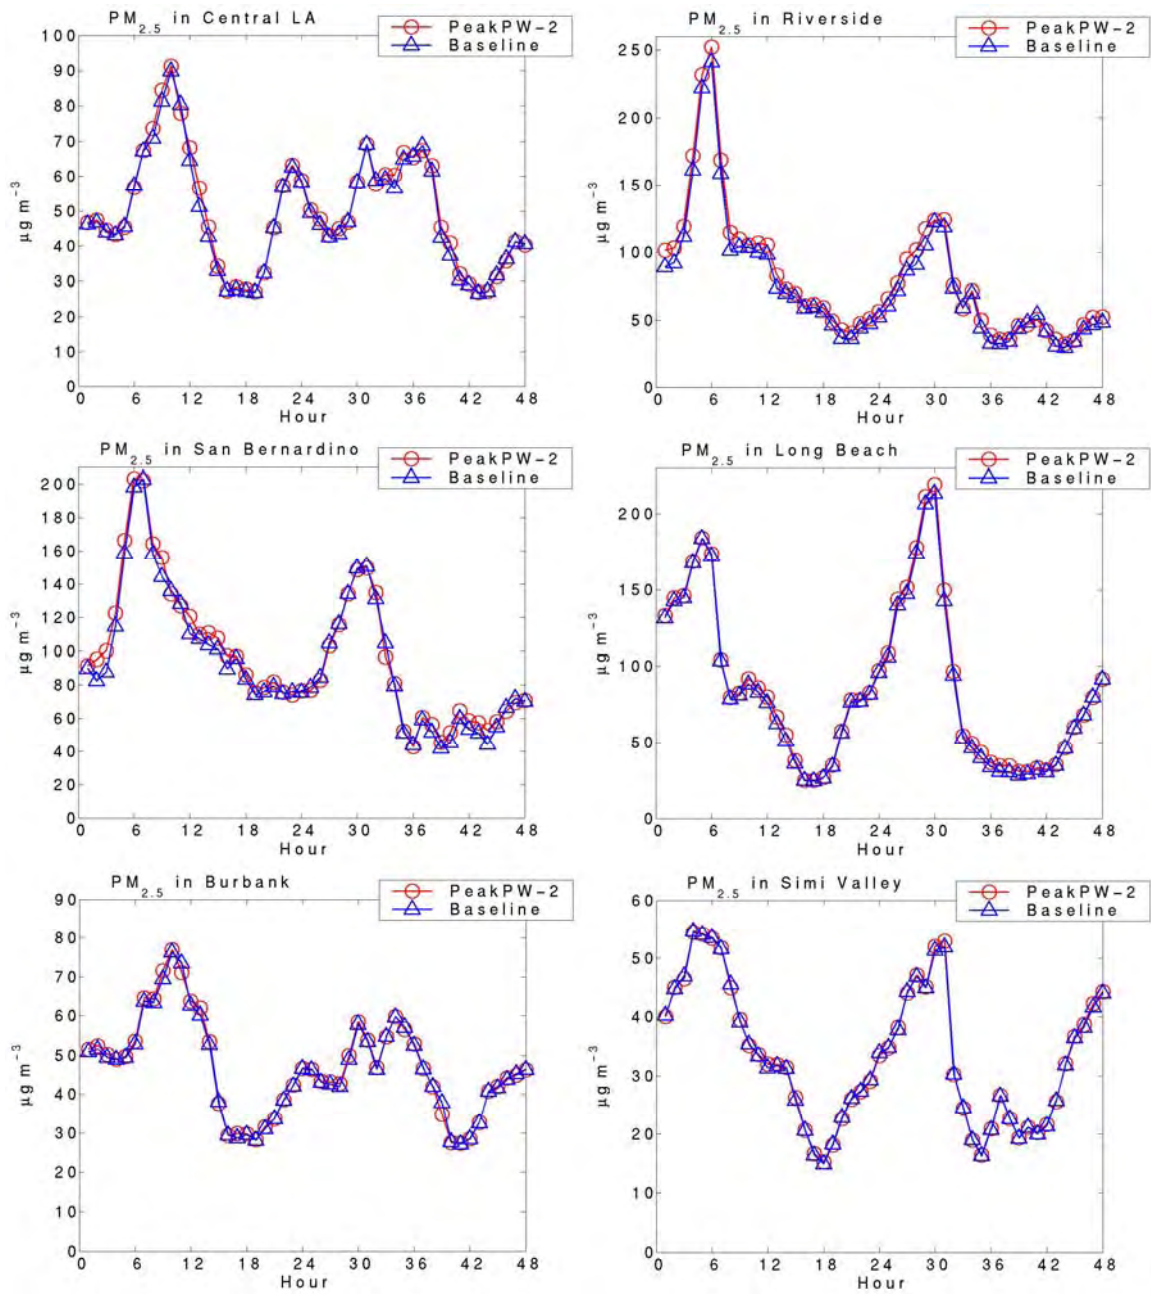 PM2.5 in Central LA
PeakPW-2
Baseline
100
90
80
70
60
50
40
30
20
10
0
μg m−3
0 6 12 18 24 30 36 42 48
Hour
PM2.5 in Riverside
PeakPW-2
Baseline
250
200
150
100
50
0
μg m−3
0 6 12 18 24 30 36 42 48
Hour
PM2.5 in San Bernardino
PeakPW-2
Baseline
200
180
160
140
120
100
80
60
40
20
0
μg m−3
0 6 12 18 24 30 36 42 48
Hour
PM2.5 in Long Beach
PeakPW-2
Baseline
200
150
100
50
0
μg m−3
0 6 12 18 24 30 36 42 48
Hour
PM2.5 in Burbank
PeakPW-2
Baseline
90
80
70
60
50
40
30
20
10
0
μg m−3
0 6 12 18 24 30 36 42 48
Hour
PM2.5 in Simi Valley
PeakPW-2
Baseline
60
50
40
30
20
10
0
μg m−3
0 6 12 18 24 30 36 42 48
Hour